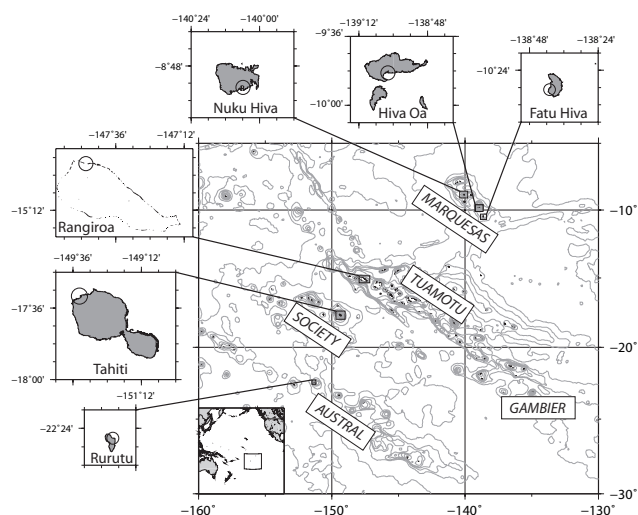 −140°24' −140°00'
−8°48'
Nuku Hiva
−139°12' −138°48'
−9°36'
−10°00'
Hiva Oa
−138°48' −138°24'
−10°24'
Fatu Hiva
−147°36' −147°12'
−15°12'
Rangiroa
−149°36' −149°12'
−17°36'
−18°00'
Tahiti
−151°12'
−22°24'
Rurutu
MARQUESAS
TUAMOTU
SOCIETY
GAMBIER
AUSTRAL
−10°
−20°
−30°
−160° −150° −140° −130°